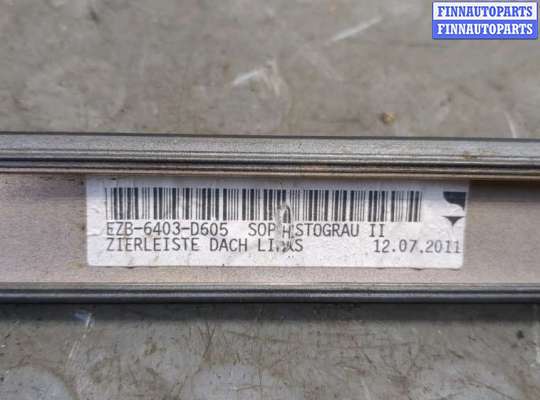 FINNAUTOPARTS
FINNAUTOPARTS
EZB-6403-D605 SOPHISTOGRAU II
ZIERLEISTE DACH LINKS 12.07.2011